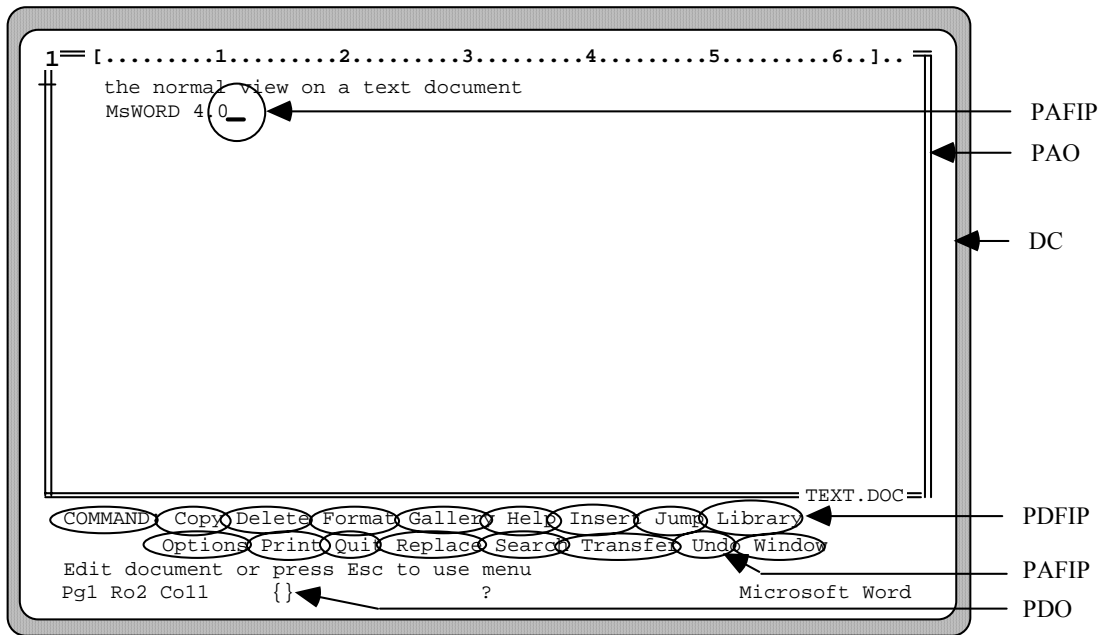 1 [.........1.........2.........3.........4.........5.........6..]..
the normal view on a text document
MsWORD 4.0_
PAFIP
PAO
DC
TEXT.DOC
COMMAND: Copy Delete Format Gallery Help Insert Jump Library
PDFIP
Options Print Quit Replace Search Transfer Undo Window
Edit document or press Esc to use menu
PAFIP
Pg1 Ro2 Co11 {} ? Microsoft Word
PDO